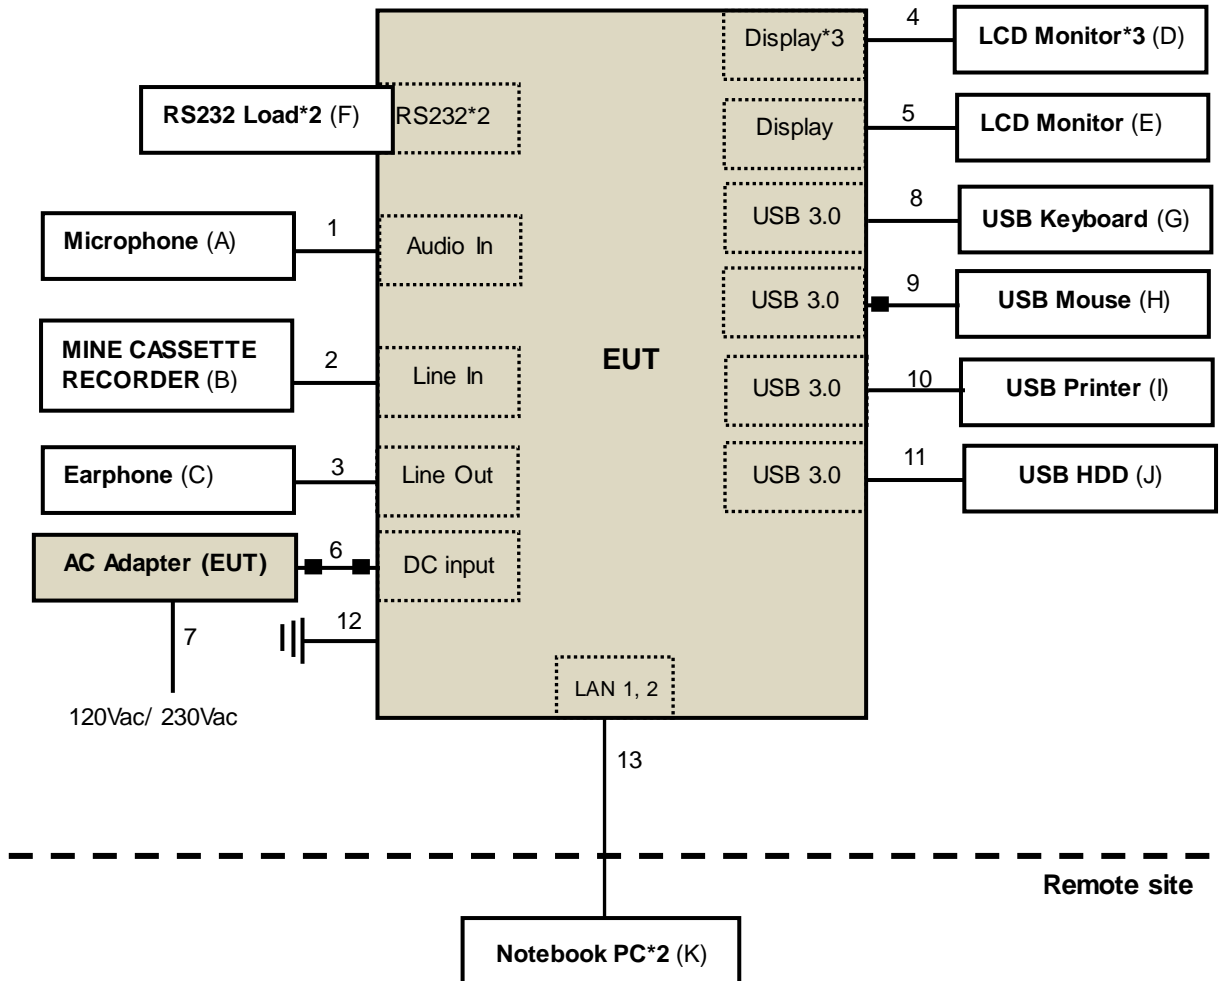 4
Display*3
LCD Monitor*3 (D)
RS232 Load*2 (F)
RS232*2
5
Display
LCD Monitor (E)
1
Microphone (A)
Audio In
8
USB 3.0
USB Keyboard (G)
9
USB 3.0
USB Mouse (H)
MINE CASSETTE
RECORDER (B)
2
Line In
EUT
10
USB 3.0
USB Printer (I)
3
Earphone (C)
Line Out
11
USB 3.0
USB HDD (J)
AC Adapter (EUT)
6
DC input
7
12
120Vac/ 230Vac
LAN 1, 2
13
Remote site
Notebook PC*2 (K)